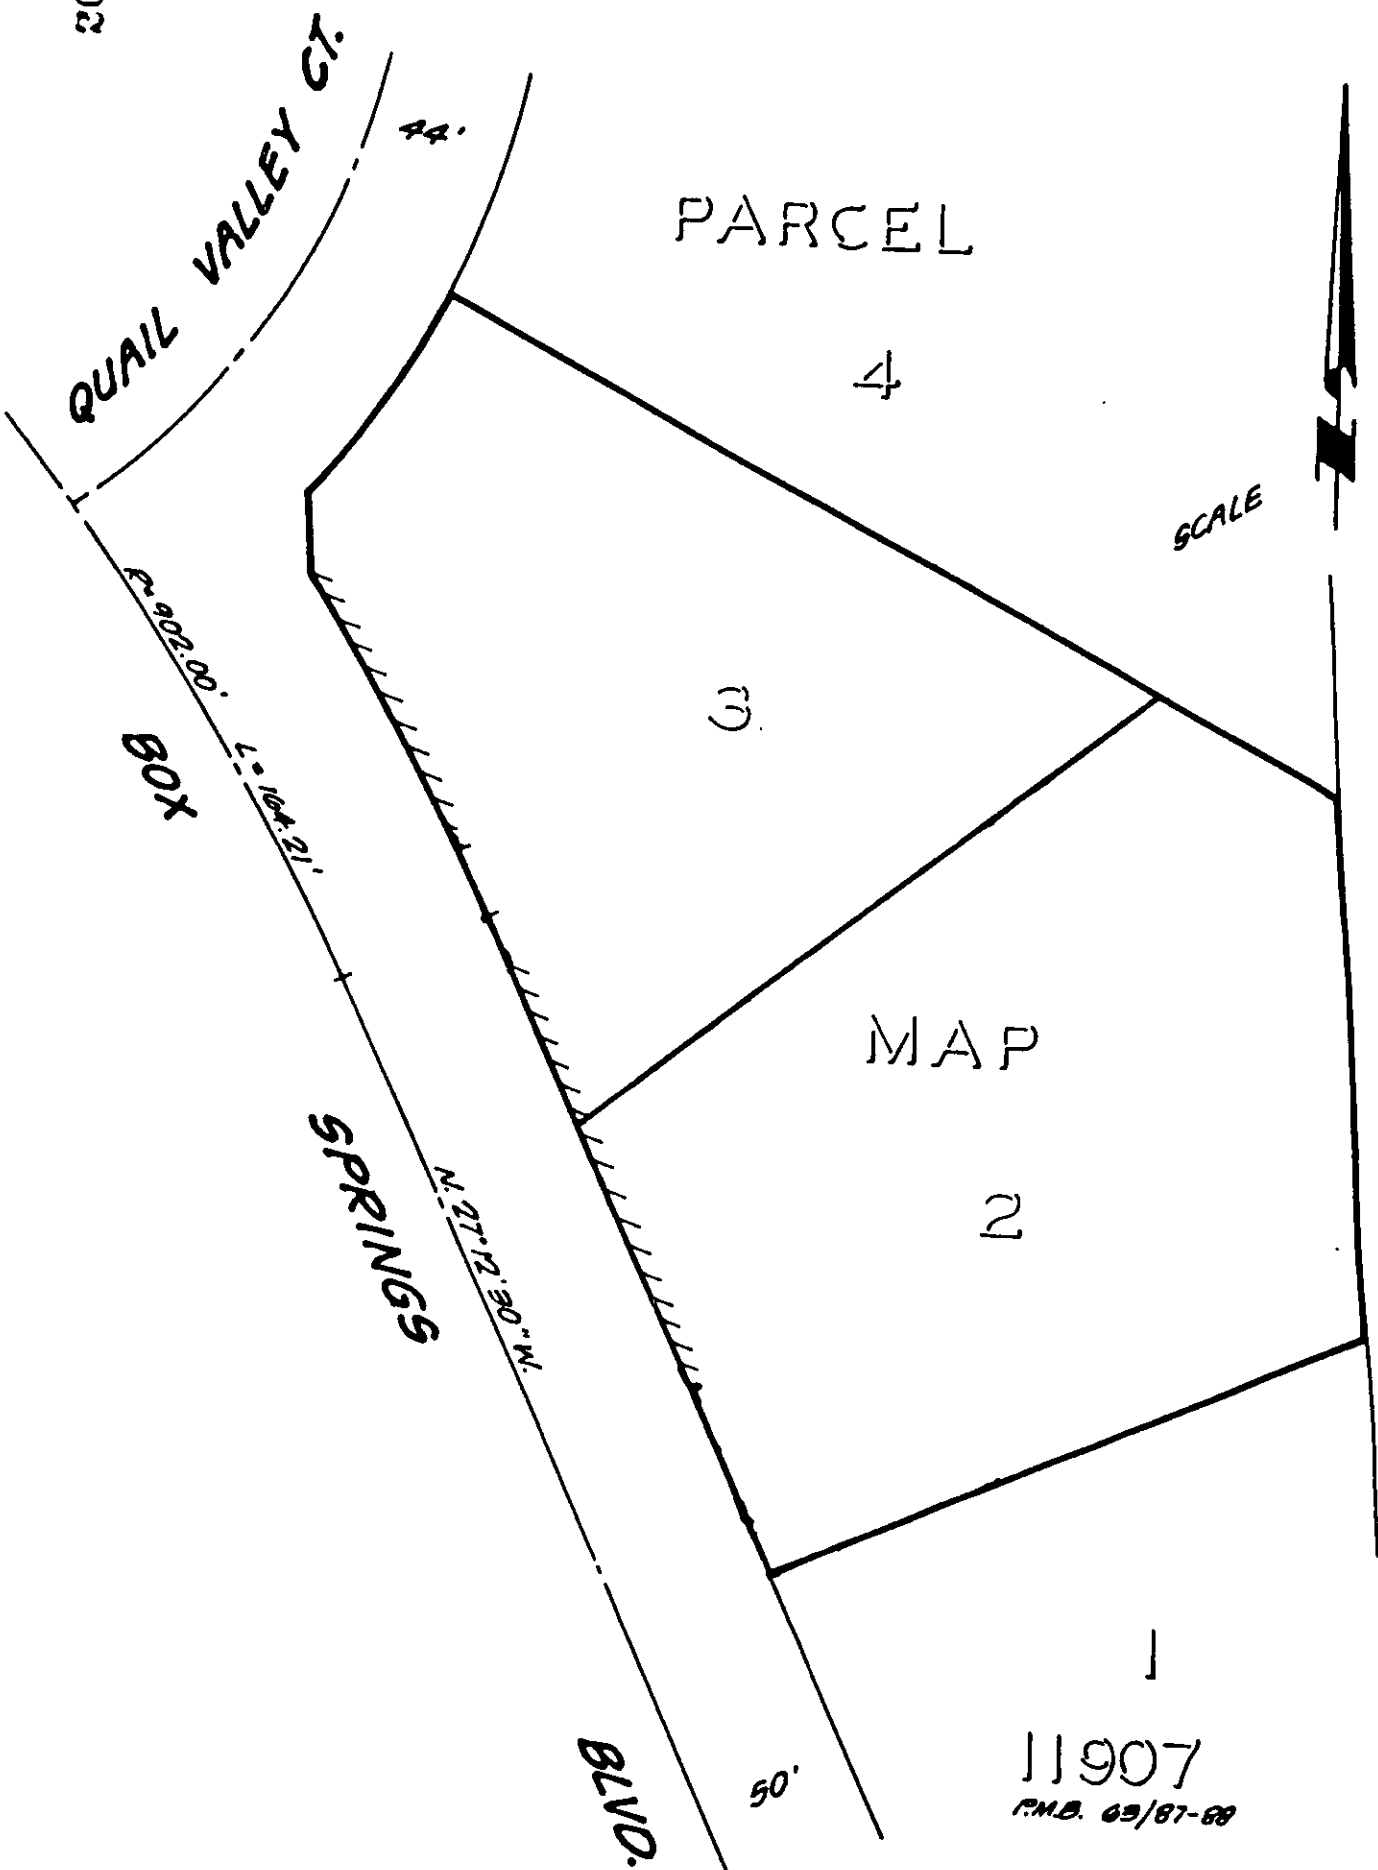 QUAIL VALLEY CT.
44'
PARCEL
4
N
SCALE
R=902.00' L=164.21'
3
BOX SPRINGS BLVD.
MAP
N. 27°12'30" W.
2
1
50'
11907
P.M.B. 63/87-88